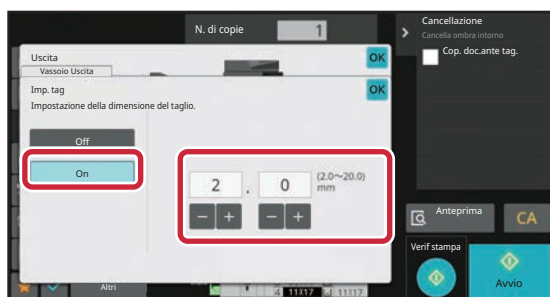 N. di copie 1
Uscita
OK
Vassoio Uscita
Imp. tag
OK
Impostazione della dimensione del taglio.
Off
On
2 . 0 (2.0~20.0)
mm
− + − +
Cancellazione
Cancella ombra intorno
Cop. doc.ante tag.
Anteprima
CA
Verif stampa
Avvio
Altri
4 11X17
11X17